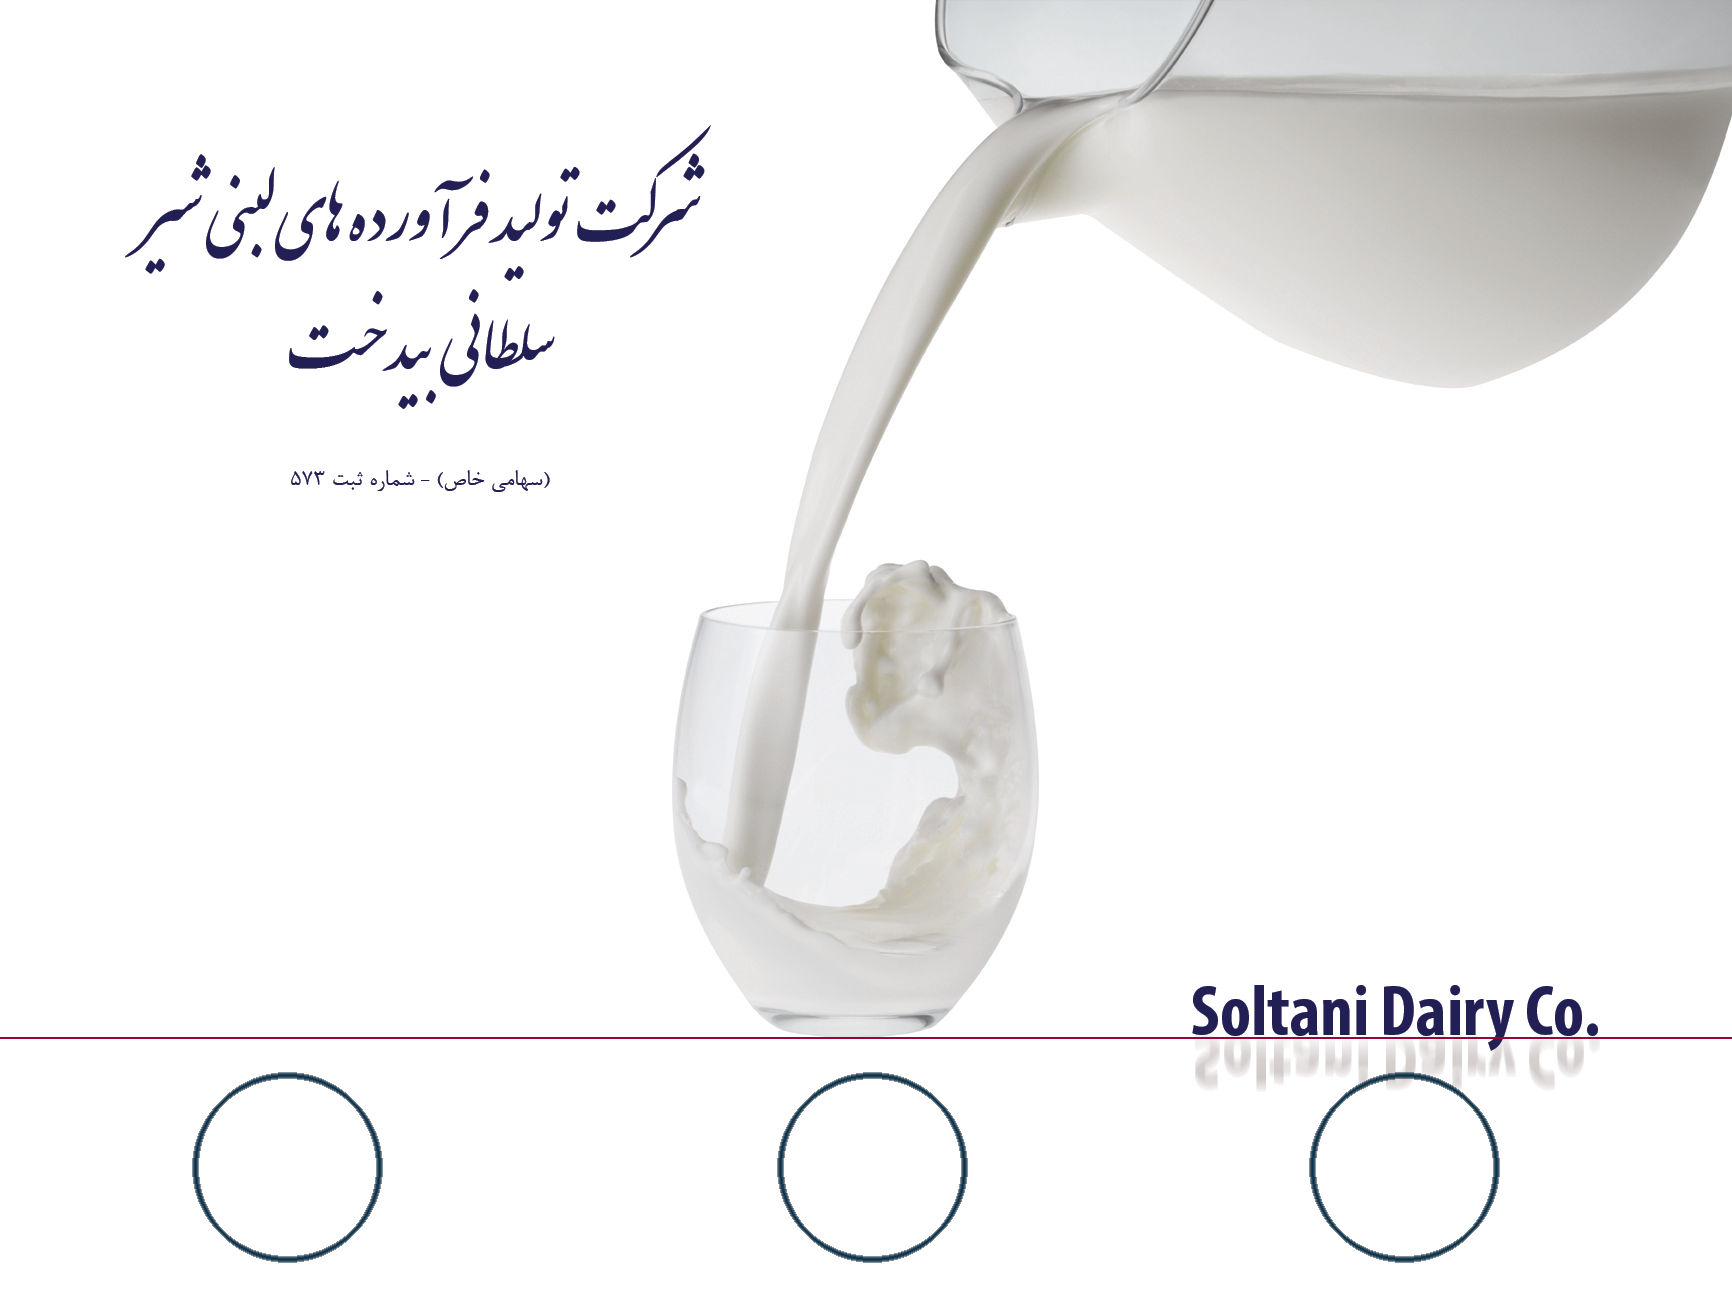 شرکت تولید فرآورده های لبنی شیر
سلطانی بیدخت
(سهامی خاص) - شماره ثبت ۵۷۳
Soltani Dairy Co.